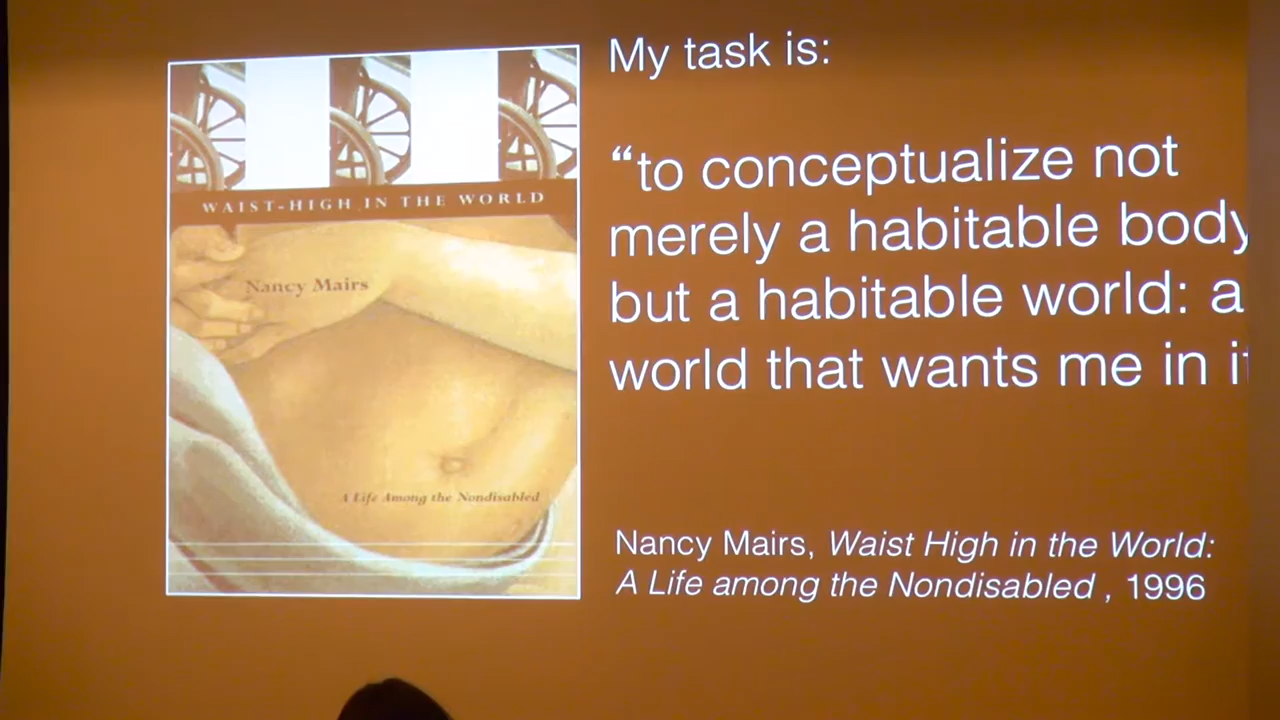 WAIST-HIGH IN THE WORLD
Nancy Mairs
A Life Among the Nondisabled
My task is:
“to conceptualize not
merely a habitable body
but a habitable world: a
world that wants me in
Nancy Mairs, Waist High in the World:
A Life among the Nondisabled , 1996